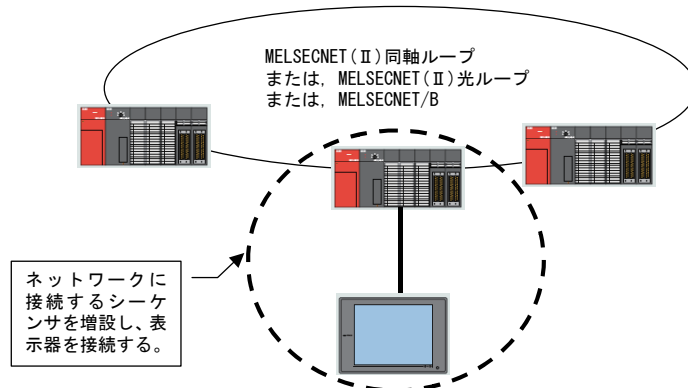 MELSECNET(Ⅱ)同軸ループ
または, MELSECNET(Ⅱ)光ループ
または, MELSECNET/B
ネットワークに
接続するシーケ
ンサを増設し、表
示器を接続する。